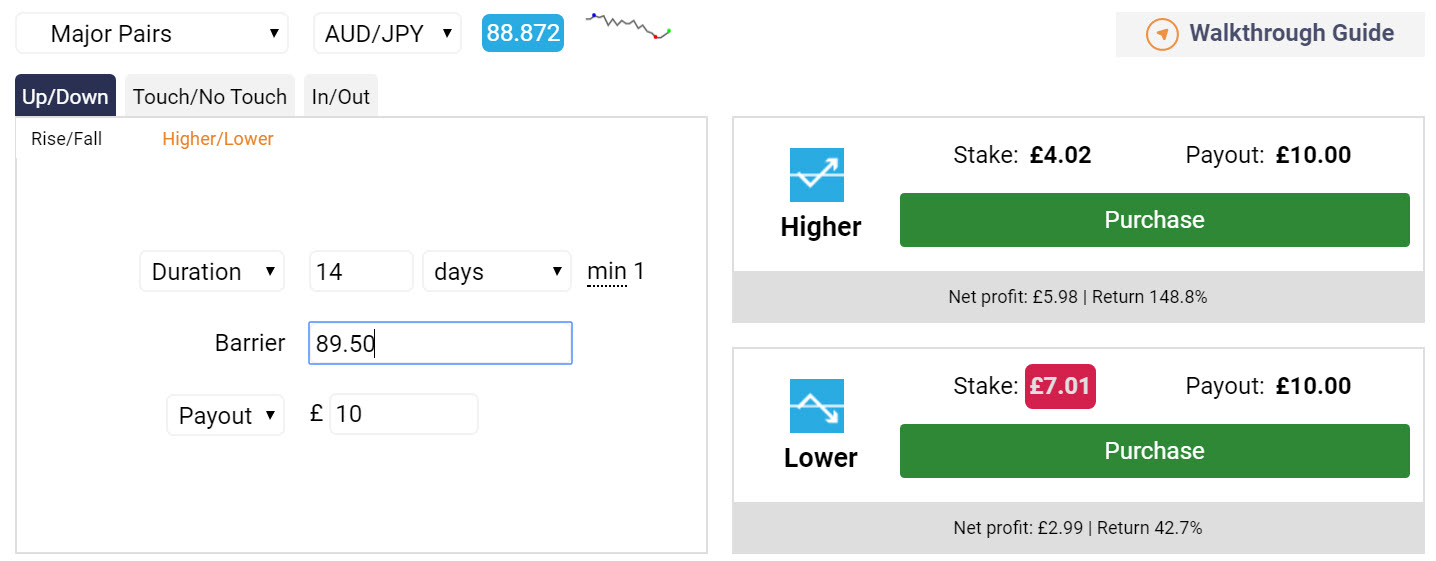 Major Pairs ▼ AUD/JPY ▼ 88.872 Walkthrough Guide
Up/Down Touch/No Touch In/Out
Rise/Fall Higher/Lower
Duration ▼ 14 days ▼ min 1
Barrier 89.50
Payout ▼ £ 10
Stake: £4.02 Payout: £10.00
Purchase
Higher
Net profit: £5.98 | Return 148.8%
Stake: £7.01 Payout: £10.00
Purchase
Lower
Net profit: £2.99 | Return 42.7%